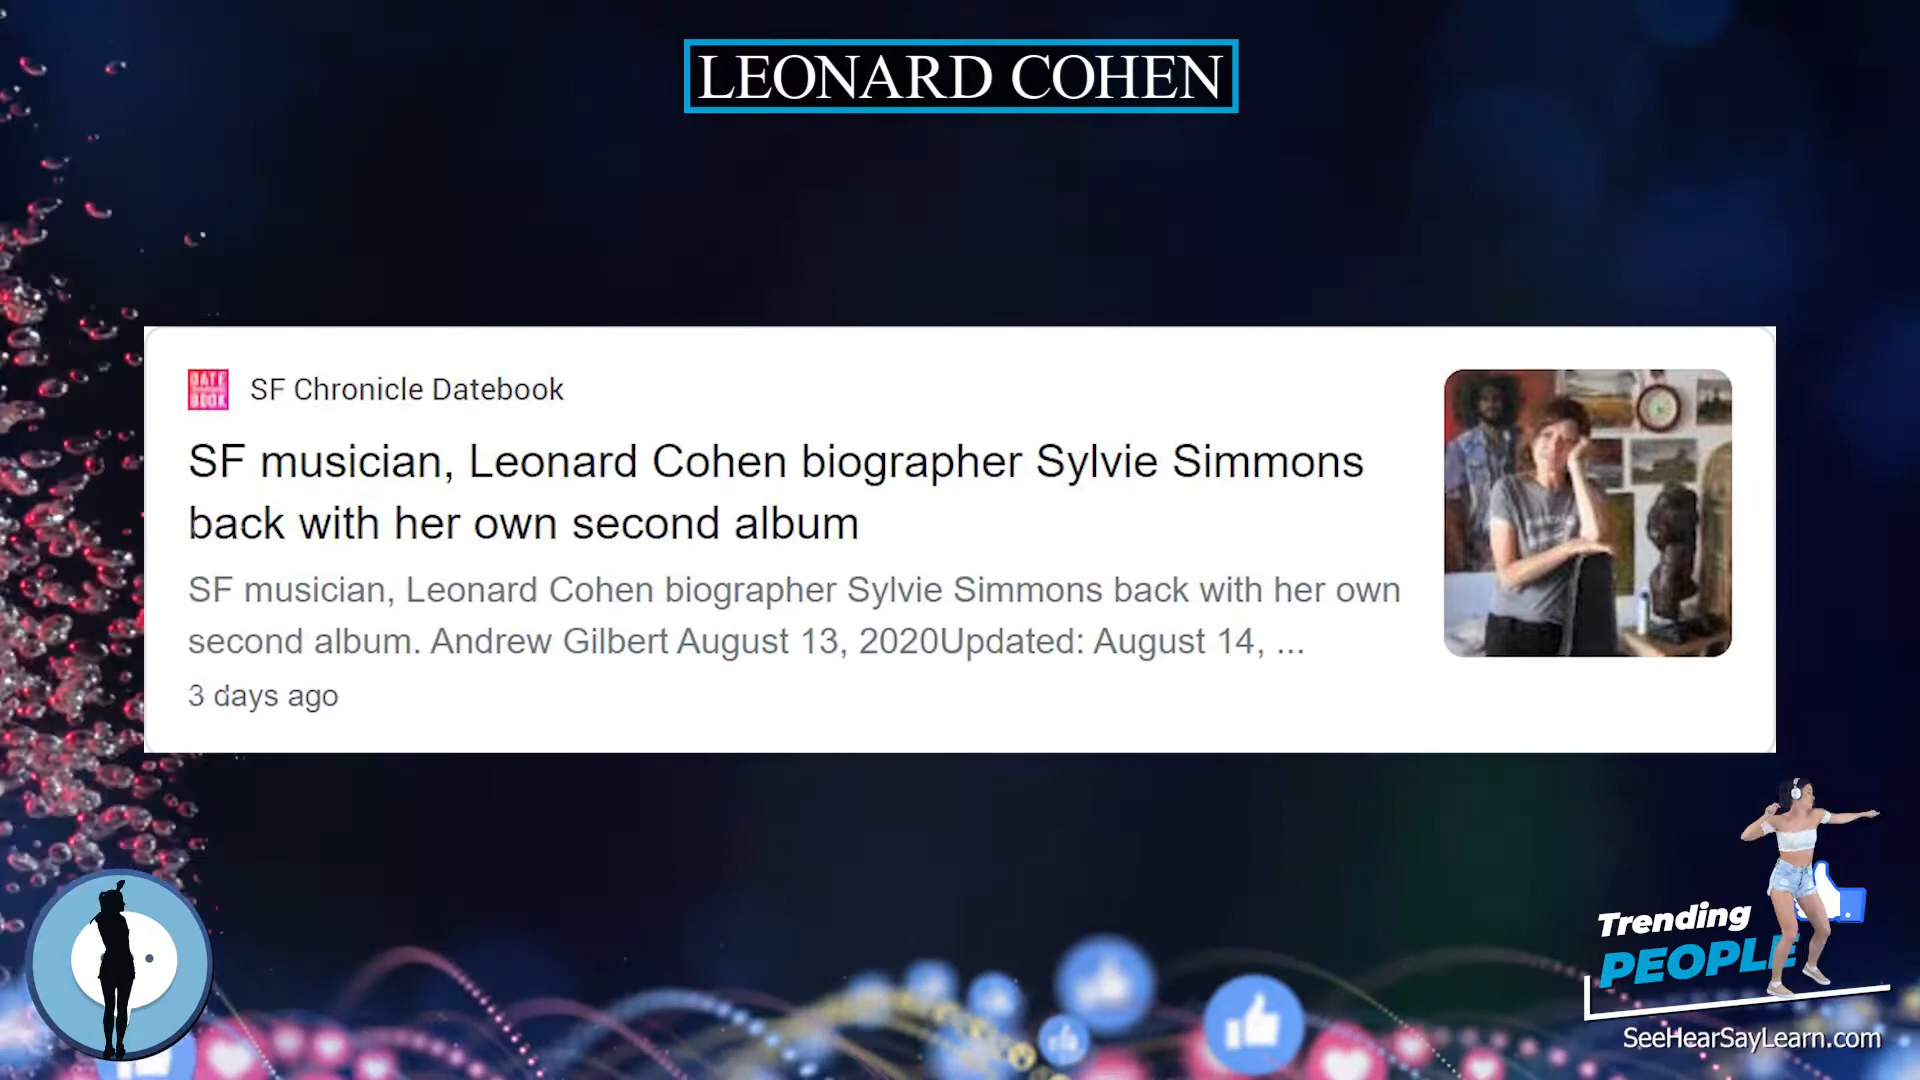 LEONARD COHEN
DATE
BOOK
SF Chronicle Datebook
SF musician, Leonard Cohen biographer Sylvie Simmons
back with her own second album
SF musician, Leonard Cohen biographer Sylvie Simmons back with her own
second album. Andrew Gilbert August 13, 2020Updated: August 14, ...
3 days ago
Trending
PEOPLE
SeeHearSayLearn.com